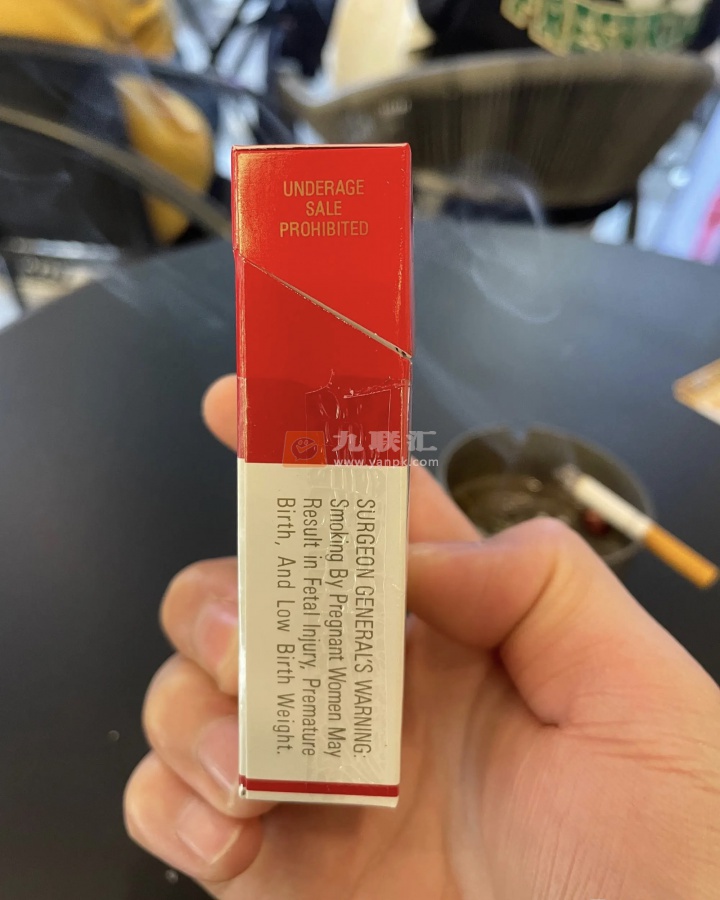 UNDERAGE
SALE
PROHIBITED
九联汇
www.yanpk.com
SURGEON GENERAL'S WARNING:
Smoking By Pregnant Women May
Result in Fetal Injury, Premature
Birth, And Low Birth Weight.